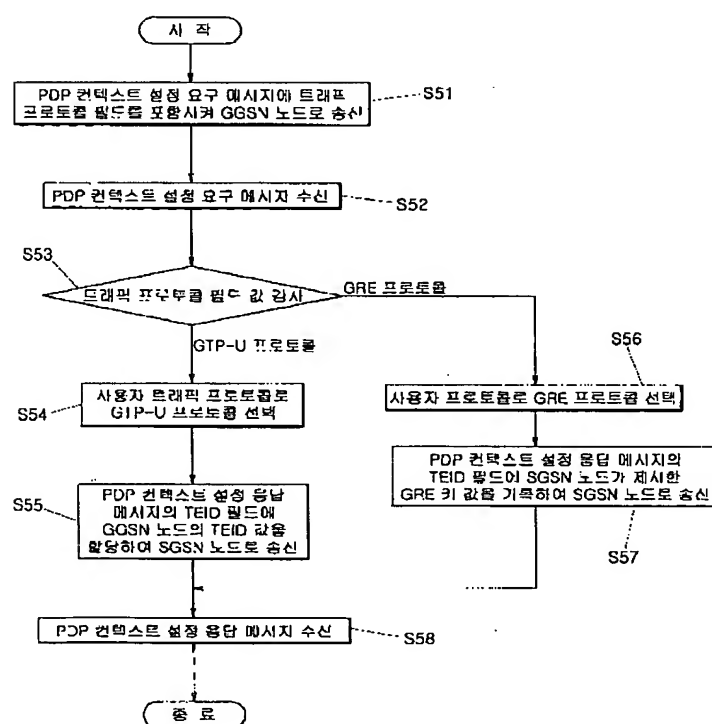 시 작
PDP 컨텍스트 설정 요구 메시지에 트래픽
프로토콜 필드를 포함시켜 GGSN 노드로 송신
S51
PDP 컨텍스트 설정 요구 메시지 수신
S52
S53
트래픽 프로토콜 필드 값 검사
GRE 프로토콜
GTP-U 프로토콜
S56
사용자 트래픽 프로토콜로
GTP-U 프로토콜 선택
S54
사용자 프로토콜로 GRE 프로토콜 선택
PDP 컨텍스트 설정 응답
메시지의 TEID 필드에
GGSN 노드의 TEID 값을
할당하여 SGSN 노드로 송신
S55
PDP 컨텍스트 설정 응답 메시지의
TEID 필드에 SGSN 노드가 제시한
GRE 키 값을 기록하여 SGSN 노드로 송신
S57
PDP 컨텍스트 설정 응답 메시지 수신
S58
종 료